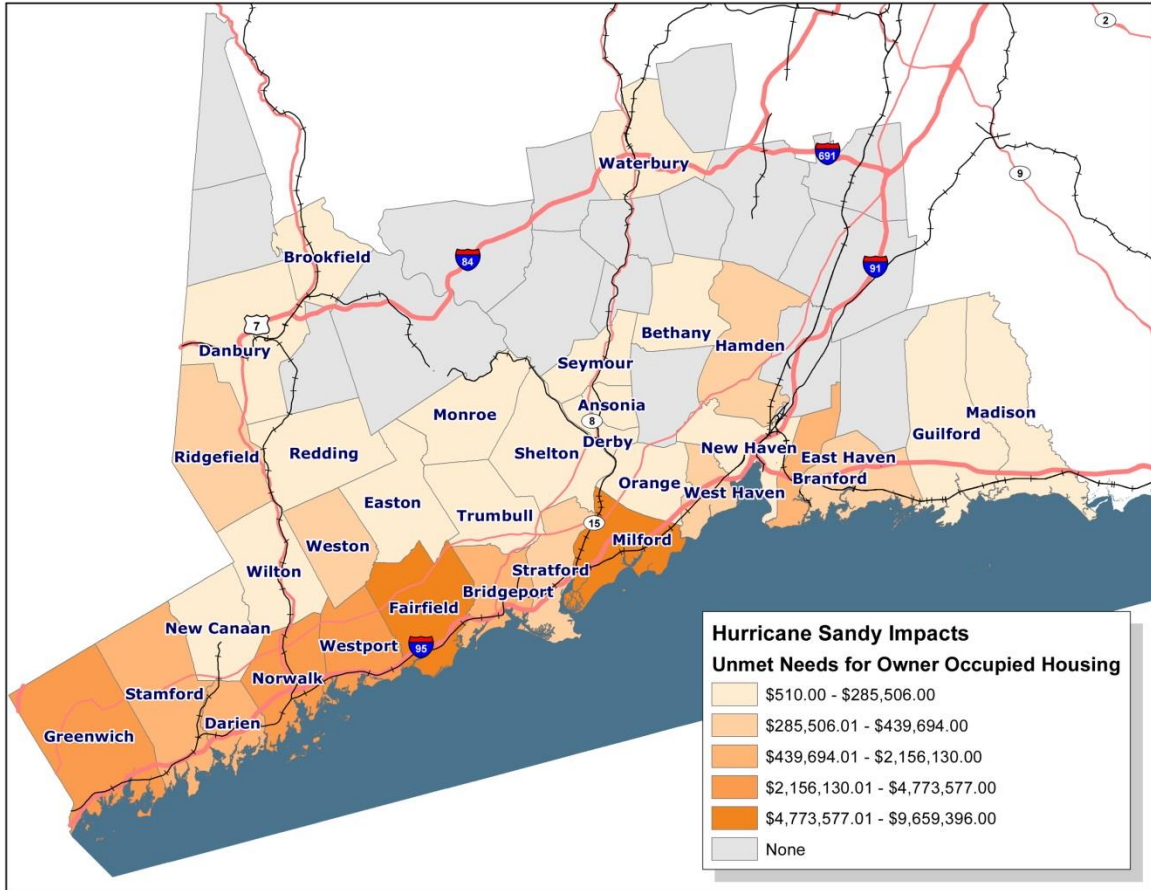 2
Waterbury
691
9
Brookfield
84
91
7
Danbury
Bethany
Hamden
Seymour
Monroe
Ansonia
8
Madison
Guilford
Derby
Ridgefield
Redding
Shelton
New Haven
East Haven
Branford
Easton
Orange
West Haven
Trumbull
15
Weston
Milford
Wilton
Stratford
Bridgeport
Fairfield
New Canaan
Westport
95
Norwalk
Stamford
Darien
Greenwich
Hurricane Sandy Impacts
Unmet Needs for Owner Occupied Housing
$510.00 - $285,506.00
$285,506.01 - $439,694.00
$439,694.01 - $2,156,130.00
$2,156,130.01 - $4,773,577.00
$4,773,577.01 - $9,659,396.00
None